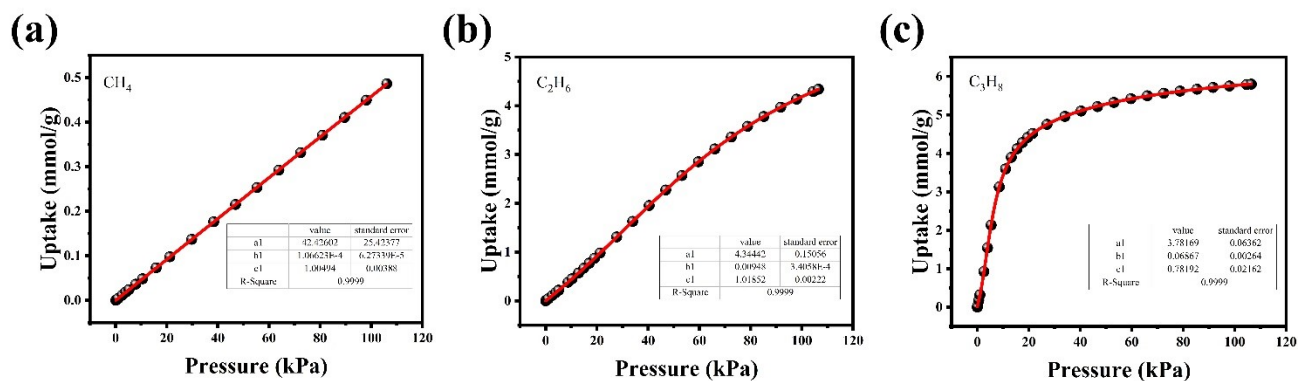 (a)
CH4
Uptake (mmol/g)
0.5
0.4
0.3
0.2
0.1
0.0
value standard error
a1 42.42602 25.42377
b1 1.06623E-4 6.27339E-5
c1 1.00494 0.00388
R-Square 0.9999
0 20 40 60 80 100 120
Pressure (kPa)
(b)
C2H6
Uptake (mmol/g)
5
4
3
2
1
0
value standard error
a1 4.34442 0.15056
b1 0.00948 3.4058E-4
c1 1.01852 0.00222
R-Square 0.9999
0 20 40 60 80 100 120
Pressure (kPa)
(c)
C3H8
Uptake (mmol/g)
6
5
4
3
2
1
0
value standard error
a1 3.78169 0.06362
b1 0.06867 0.00264
c1 0.78192 0.02162
R-Square 0.9999
0 20 40 60 80 100 120
Pressure (kPa)